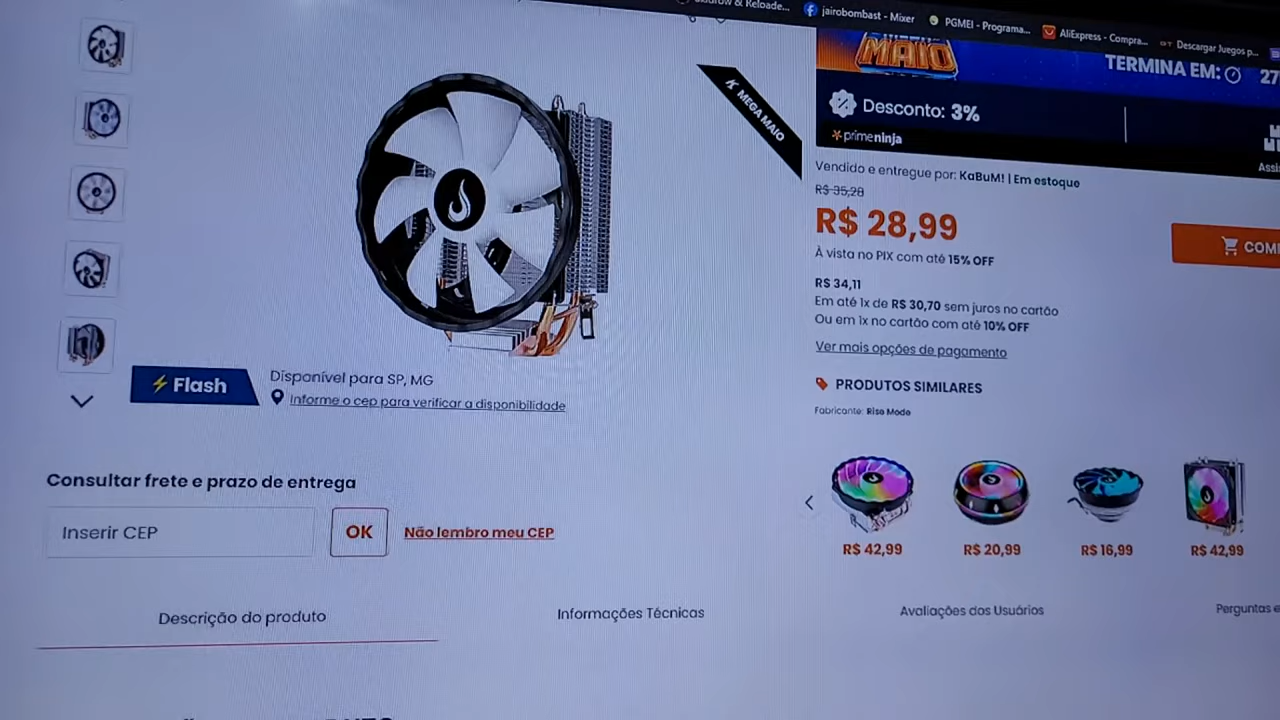 & Reloade...
jairobombast - Mixer
PGMEI - Programa...
AliExpress - Compra...
Descargar Juegos p...
MAIO
TERMINA EM:
27
K MEGA MAIO
Desconto: 3%
primeninja
Vendido e entregue por: KaBuM! | Em estoque
R$ 35,28
R$ 28,99
À vista no PIX com até 15% OFF
COM
R$ 34,11
Em até 1x de R$ 30,70 sem juros no cartão
Ou em 1x no cartão com até 10% OFF
Ver mais opções de pagamento
Flash
Disponível para SP, MG
Informe o cep para verificar a disponibilidade
PRODUTOS SIMILARES
Fabricante: Rise Mode
Consultar frete e prazo de entrega
Inserir CEP
OK
Não lembro meu CEP
R$ 42,99
R$ 20,99
R$ 16,99
R$ 42,99
Descrição do produto
Informações Técnicas
Avaliações dos Usuários
Perguntas e